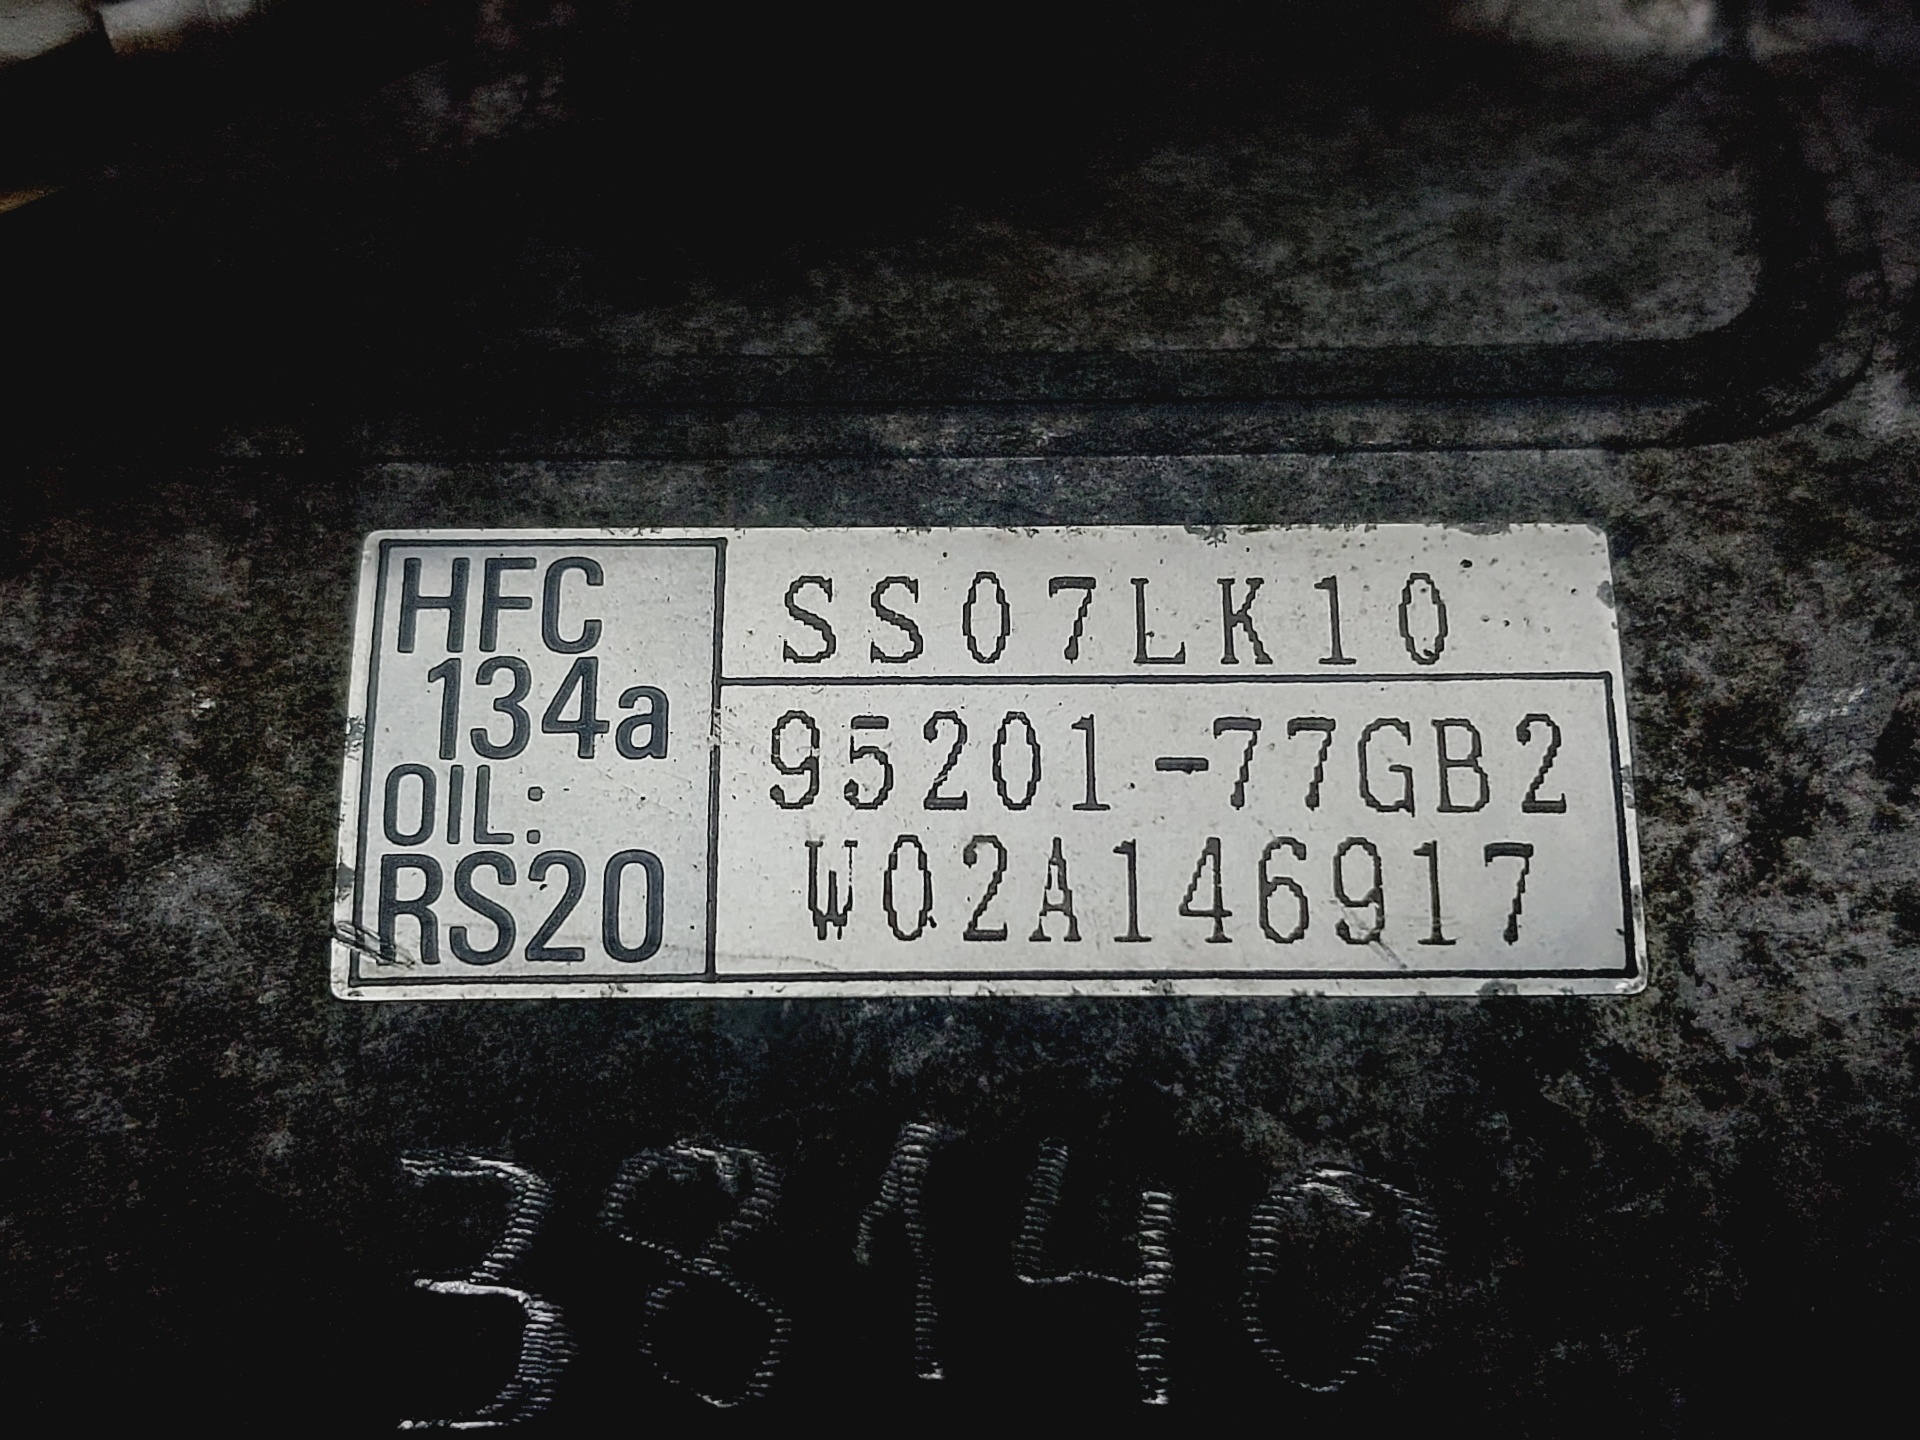 HFC
134a
OIL:
RS20
SS07LK10
95201-77GB2
W02A146917
38140